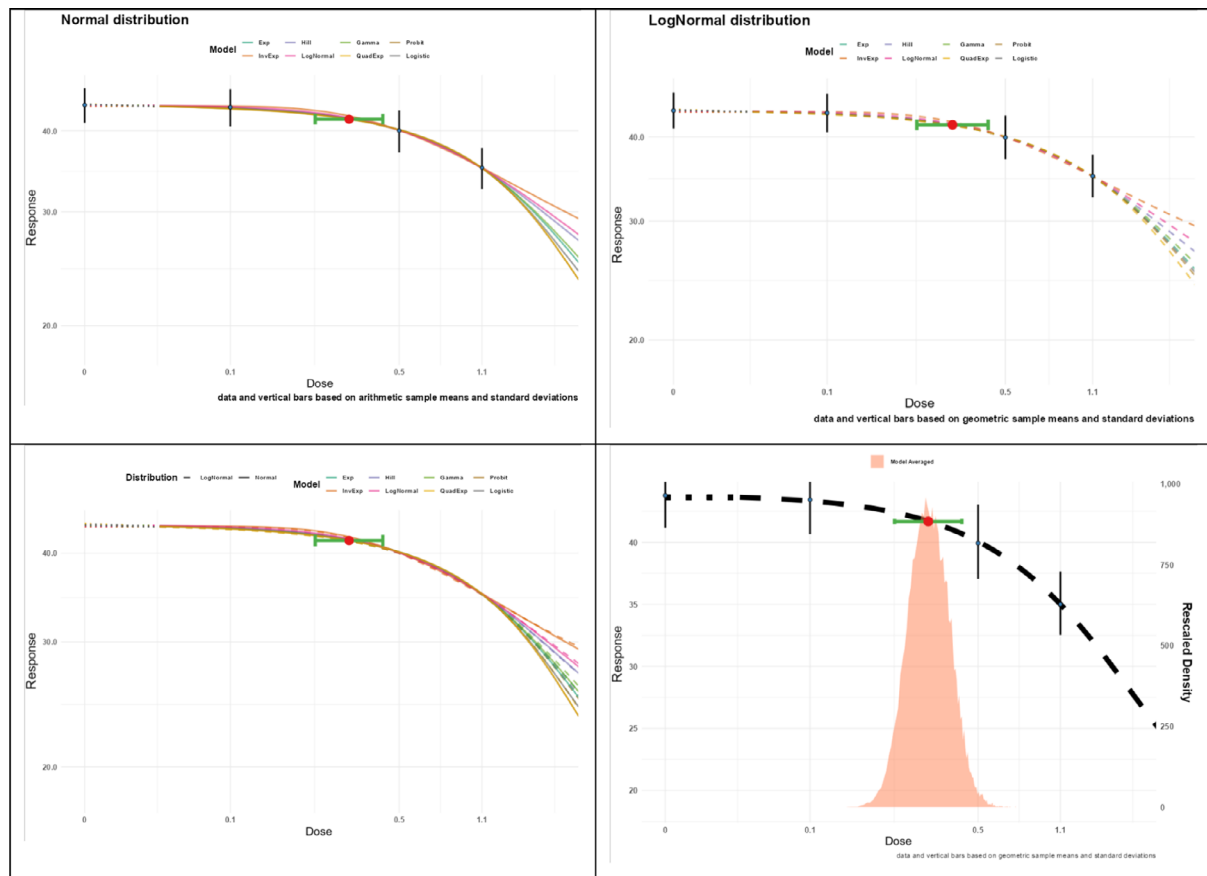 Normal distribution
Model Exp Hill Gamma Probit
InvExp LogNormal QuadExp Logistic
Response
40.0
30.0
20.0
0 0.1 0.5 1.1
Dose
data and vertical bars based on arithmetic sample means and standard deviations
LogNormal distribution
Model Exp Hill Gamma Probit
InvExp LogNormal QuadExp Logistic
Response
40.0
30.0
20.0
0 0.1 0.5 1.1
Dose
data and vertical bars based on geometric sample means and standard deviations
Distribution LogNormal Normal Model Exp Hill Gamma Probit
InvExp LogNormal QuadExp Logistic
Response
40.0
30.0
20.0
0 0.1 0.5 1.1
Dose
Model Averaged
Response
40
35
30
25
20
1,000
750
500
250
0
Rescaled Density
0 0.1 0.5 1.1
Dose
data and vertical bars based on geometric sample means and standard deviations